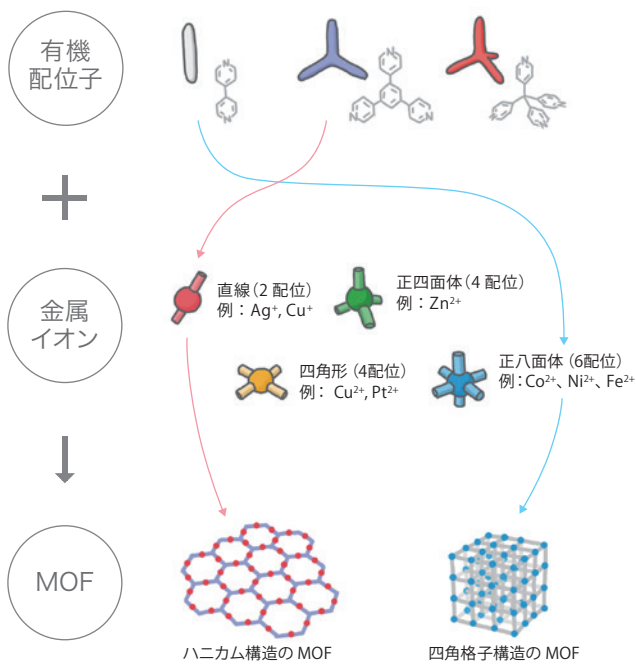 有機
配位子
N
N
N
N
N
N
N
N
N
金属
イオン
直線（2 配位）
例 ： Ag⁺, Cu⁺
正四面体（4 配位）
例 ： Zn²⁺
四角形 （4配位）
例 ： Cu²⁺, Pt²⁺
正八面体 （6配位）
例 ：Co²⁺、Ni²⁺、Fe²⁺
MOF
ハニカム構造の MOF
四角格子構造の MOF